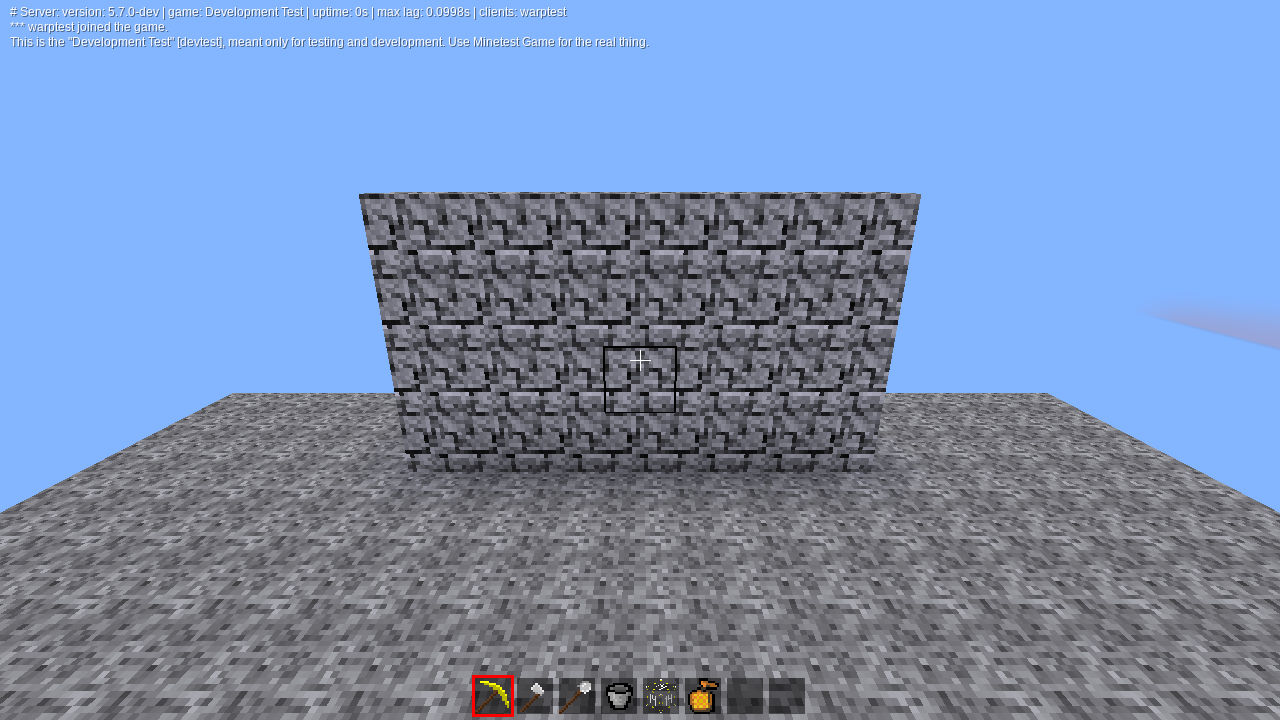 # Server: version: 5.7.0-dev | game: Development Test | uptime: 0s | max lag: 0.0998s | clients: warptest
*** warptest joined the game.
This is the "Development Test" [devtest], meant only for testing and development. Use Minetest Game for the real thing.